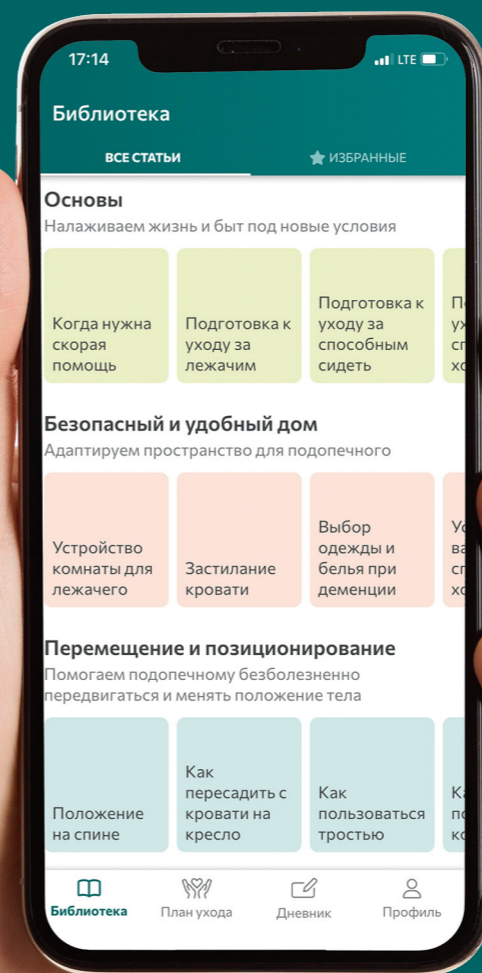 17:14
LTE
Библиотека
ВСЕ СТАТЬИ
ИЗБРАННЫЕ
Основы
Налаживаем жизнь и быт под новые условия
Когда нужна
скорая
помощь
Подготовка к
уходу за
лежачим
Подготовка к
уходу за
способным
сидеть
Безопасный и удобный дом
Адаптируем пространство для подопечного
Устройство
комнаты для
лежачего
Застилание
кровати
Выбор
одежды и
белья при
деменции
Перемещение и позиционирование
Помогаем подопечному безболезненно
передвигаться и менять положение тела
Положение
на спине
Как
пересадить с
кровати на
кресло
Как
пользоваться
тростью
Библиотека
План ухода
Дневник
Профиль